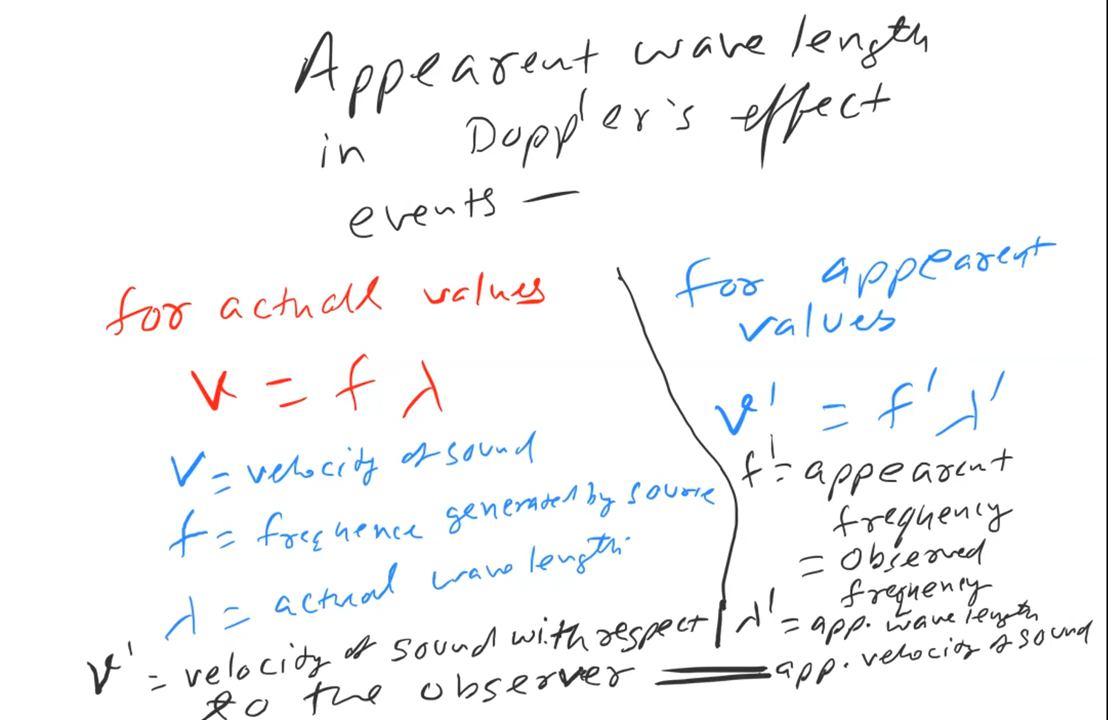 Appearent wave length
in Doppler's effect
events —
for actuall values
v = f λ
V = velocity of sound
f = frequence generated by source
λ = actual wave length.
for appearent
values
v' = f' λ'
f' = appearent
frequency
= Observed
frequency
λ' = app. wave length
v' = velocity of sound with respect
to the observer = app. velocity of sound